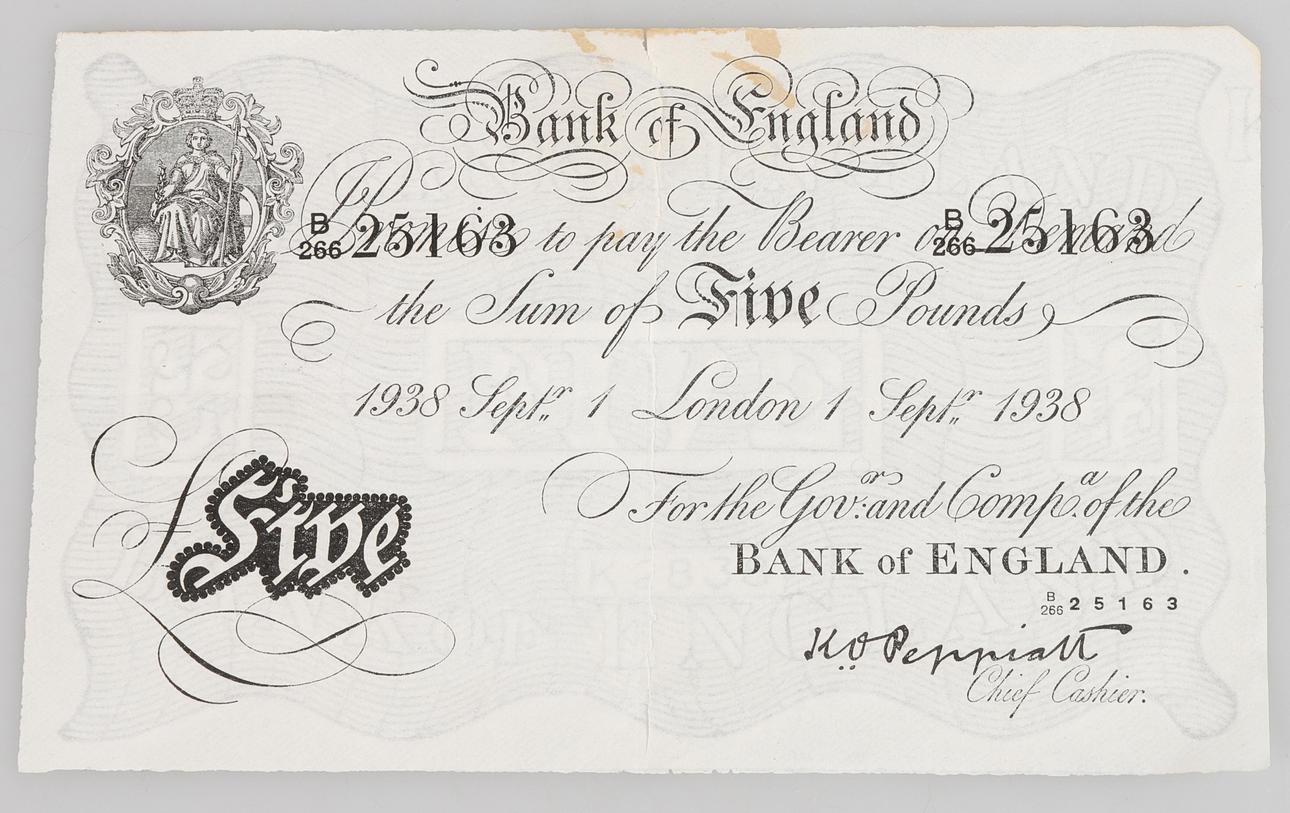 Bank of England
I Promise to pay the Bearer on Demand
B
266 25163
B
266 25163
the Sum of Five Pounds
1938 Septr. 1 London 1 Septr. 1938
For the Govr: and Compa. of the
BANK of ENGLAND.
B
266 25163
K O Peppiatt
Chief Cashier.
£ Five